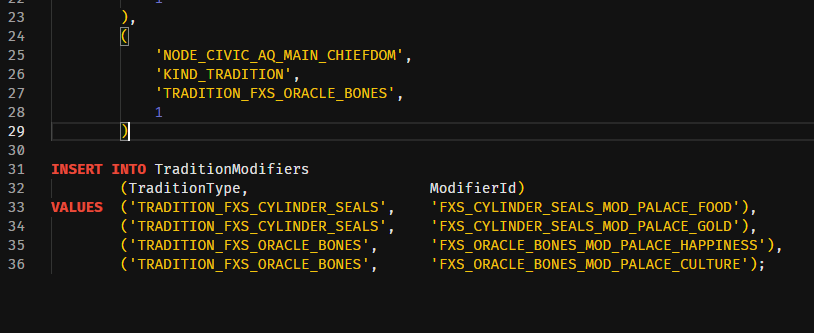 22 1
23 ),
24 (
25 'NODE_CIVIC_AQ_MAIN_CHIEFDOM',
26 'KIND_TRADITION',
27 'TRADITION_FXS_ORACLE_BONES',
28 1
29 )
30
31 INSERT INTO TraditionModifiers
32 (TraditionType, ModifierId)
33 VALUES ('TRADITION_FXS_CYLINDER_SEALS', 'FXS_CYLINDER_SEALS_MOD_PALACE_FOOD'),
34 ('TRADITION_FXS_CYLINDER_SEALS', 'FXS_CYLINDER_SEALS_MOD_PALACE_GOLD'),
35 ('TRADITION_FXS_ORACLE_BONES', 'FXS_ORACLE_BONES_MOD_PALACE_HAPPINESS'),
36 ('TRADITION_FXS_ORACLE_BONES', 'FXS_ORACLE_BONES_MOD_PALACE_CULTURE');